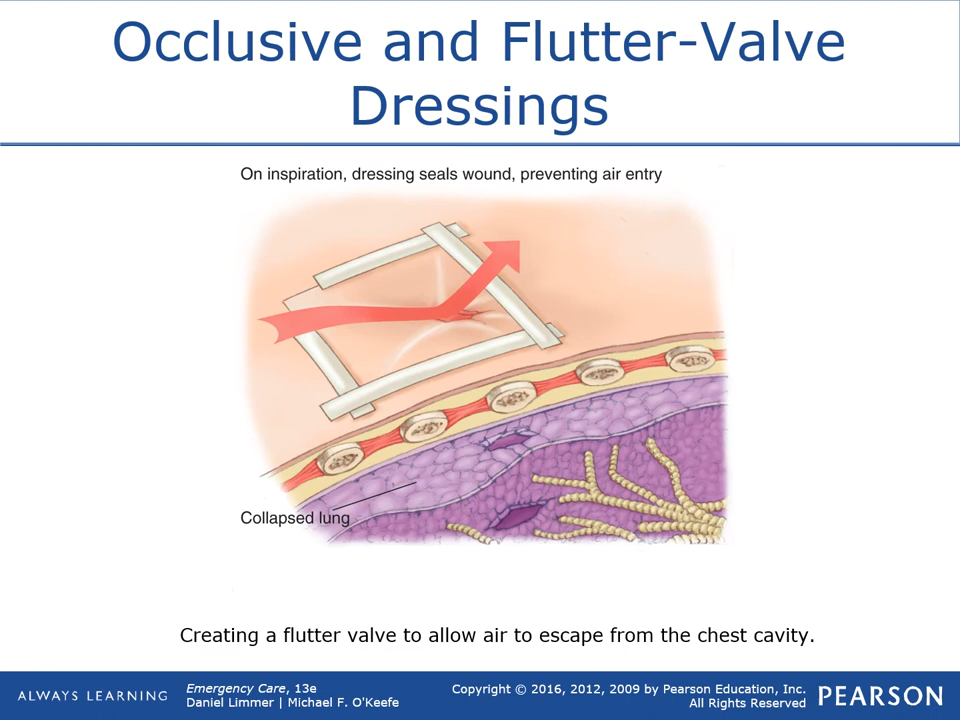 Occlusive and Flutter-Valve
Dressings
On inspiration, dressing seals wound, preventing air entry
Collapsed lung
Creating a flutter valve to allow air to escape from the chest cavity.
ALWAYS LEARNING
Emergency Care, 13e
Daniel Limmer | Michael F. O'Keefe
Copyright © 2016, 2012, 2009 by Pearson Education, Inc.
All Rights Reserved
PEARSON